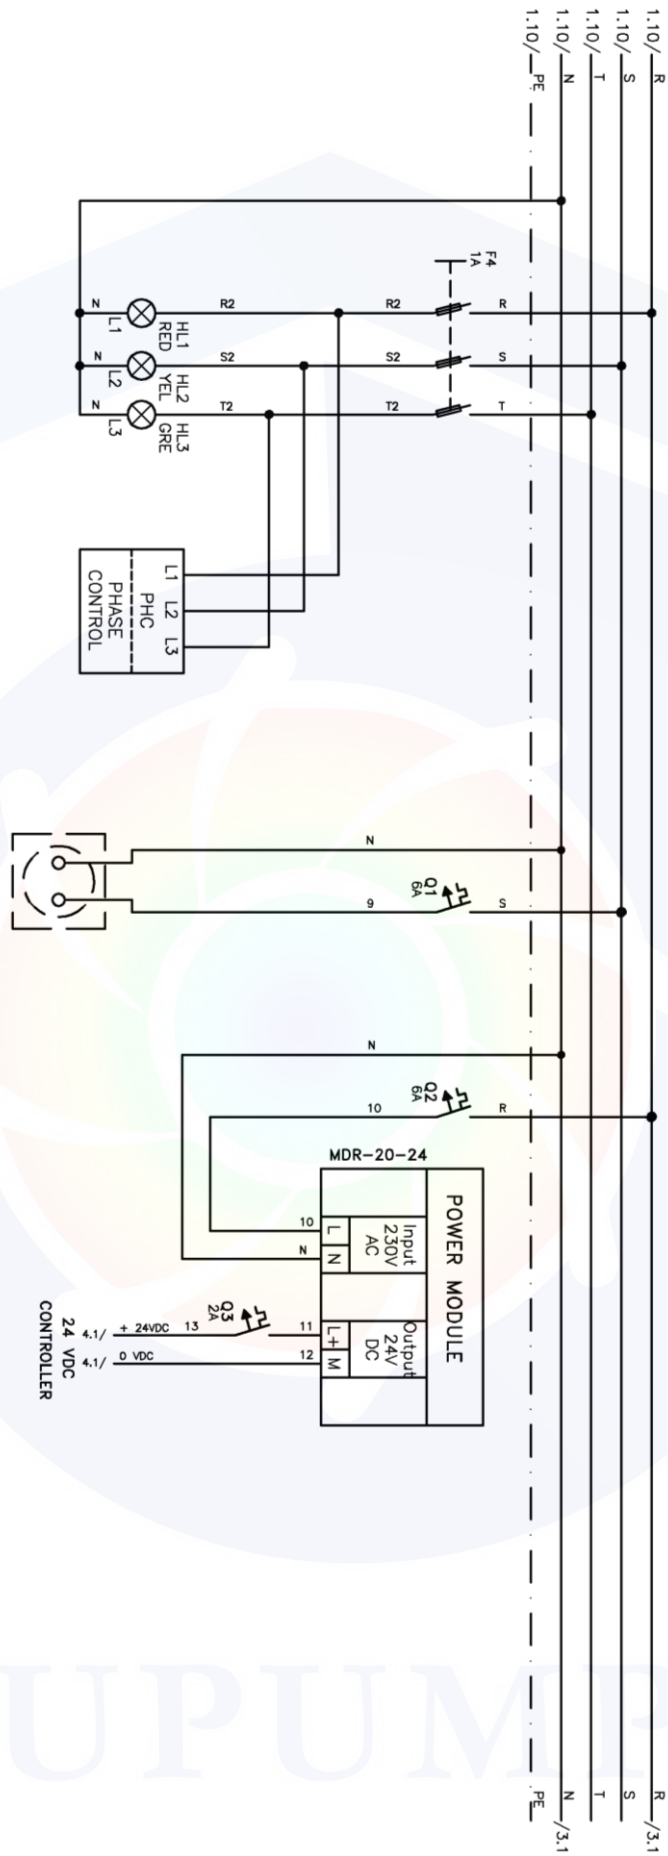 1.10/ R
1.10/ S
1.10/ T
1.10/ N
1.10/ PE
F4
1A
R
S
T
R2
S2
T2
R2
S2
T2
HL1
RED
HL2
YEL
HL3
GRE
N
L1
N
L2
N
L3
L1 L2 L3
PHC
PHASE
CONTROL
N
S
Q1
6A
9
N
R
Q2
6A
10
MDR-20-24
POWER MODULE
Input
230V
AC
L N
10
N
Output
24V
DC
L+ M
11
12
Q3
2A
13
+ 24VDC
4.1/
0 VDC
4.1/
24 VDC
CONTROLLER
R /3.1
S
T
N /3.1
PE
UPUMP